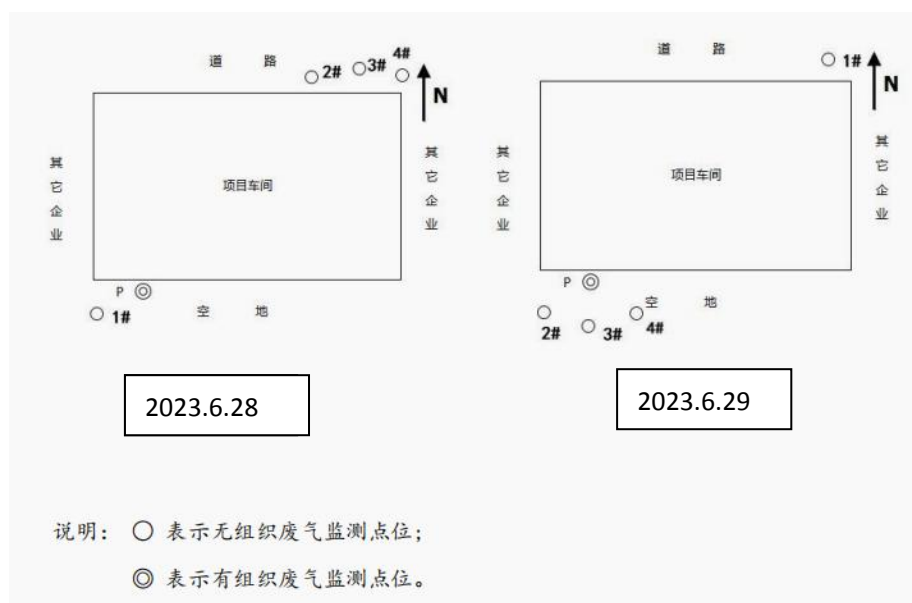 道 路
2#
3#
4#
N
其它企业
项目车间
其它企业
P
1#
空 地
2023.6.28
道 路
1#
N
其它企业
项目车间
其它企业
P
空 地
2#
3#
4#
2023.6.29
说明: ○ 表示无组织废气监测点位;
◎ 表示有组织废气监测点位。